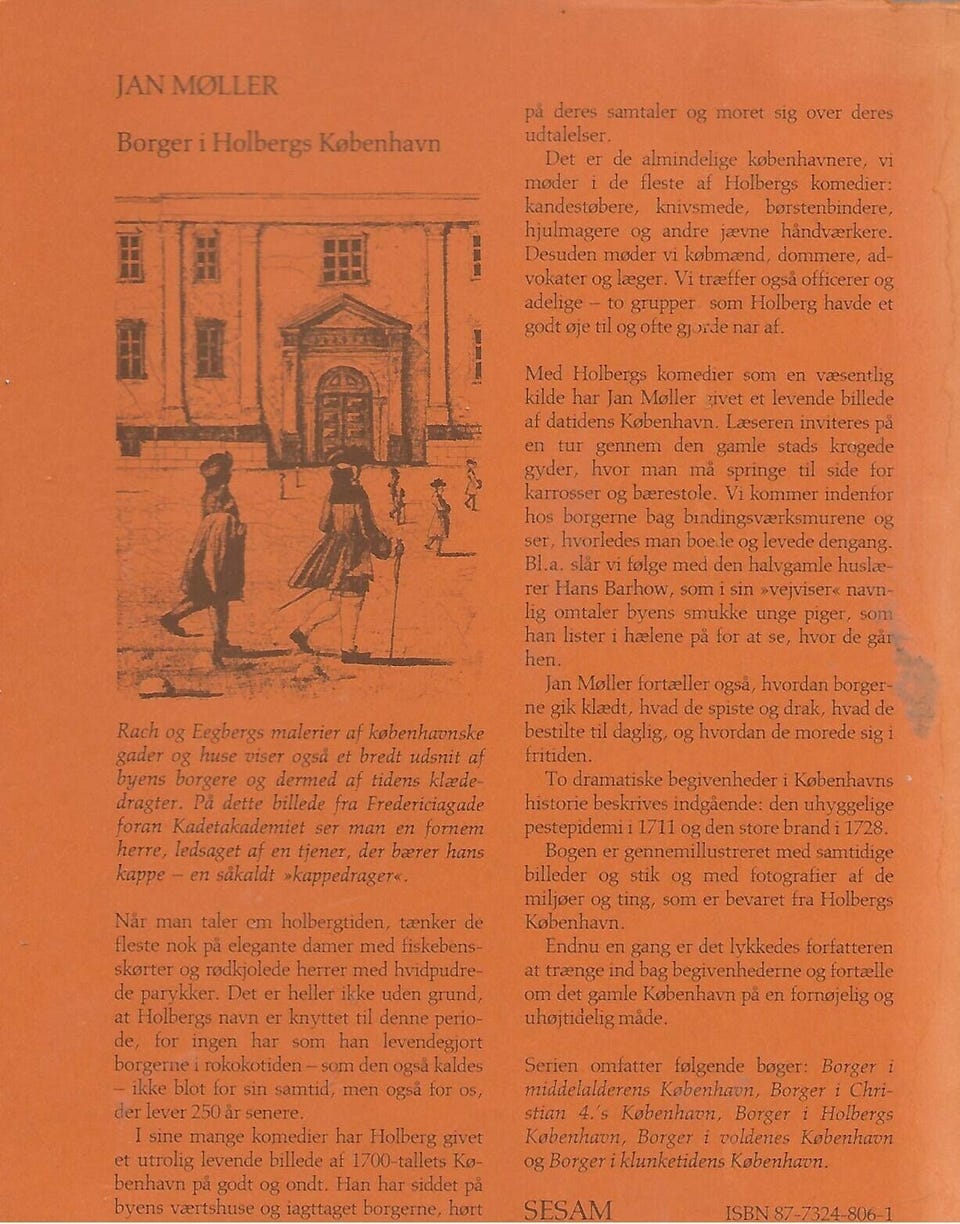 JAN MØLLER
Borger i Holbergs København
Rach og Eegbergs malerier af københavnske
gader og huse viser også et bredt udsnit af
byens borgere og dermed af tidens klæde-
dragter. På dette billede fra Fredericiagade
foran Kadetakademiet ser man en fornem
herre, ledsaget af en tjener, der bærer hans
kappe – en såkaldt »kappedrager«.
Når man taler om holbergtiden, tænker de
fleste nok på elegante damer med fiskebens-
skørter og rødkjolede herrer med hvidpudre-
de parykker. Det er heller ikke uden grund,
at Holbergs navn er knyttet til denne perio-
de, for ingen har som han levendegjort
borgerne i rokokotiden – som den også kaldes
– ikke blot for sin samtid, men også for os,
der lever 250 år senere.
I sine mange komedier har Holberg givet
et utrolig levende billede af 1700-tallets Kø-
benhavn på godt og ondt. Han har siddet på
byens værtshuse og iagttaget borgerne, hørt
på deres samtaler og moret sig over deres
udtalelser.
Det er de almindelige københavnere, vi
møder i de fleste af Holbergs komedier:
kandestøbere, knivsmede, børstenbindere,
hjulmagere og andre jævne håndværkere.
Desuden møder vi købmænd, dommere, ad-
vokater og læger. Vi træffer også officerer og
adelige – to grupper som Holberg havde et
godt øje til og ofte gjorde nar af.
Med Holbergs komedier som en væsentlig
kilde har Jan Møller givet et levende billede
af datidens København. Læseren inviteres på
en tur gennem den gamle stads krogede
gyder, hvor man må springe til side for
karrosser og bærestole. Vi kommer indenfor
hos borgerne bag bindingsværksmurene og
ser, hvorledes man boede og levede dengang.
Bl.a. slår vi følge med den halvgamle huslæ-
rer Hans Barhow, som i sin »vejviser« navn-
lig omtaler byens smukke unge piger, som
han lister i hælene på for at se, hvor de går
hen.
Jan Møller fortæller også, hvordan borger-
ne gik klædt, hvad de spiste og drak, hvad de
bestilte til daglig, og hvordan de morede sig i
fritiden.
To dramatiske begivenheder i Københavns
historie beskrives indgående: den uhyggelige
pestepidemi i 1711 og den store brand i 1728.
Bogen er gennemillustreret med samtidige
billeder og stik og med fotografier af de
miljøer og ting, som er bevaret fra Holbergs
København.
Endnu en gang er det lykkedes forfatteren
at trænge ind bag begivenhederne og fortælle
om det gamle København på en fornøjelig og
uhøjtidelig måde.
Serien omfatter følgende bøger: Borger i
middelalderens København, Borger i Chri-
stian 4.'s København, Borger i Holbergs
København, Borger i voldenes København
og Borger i klunketidens København.
SESAM ISBN 87-7324-806-1